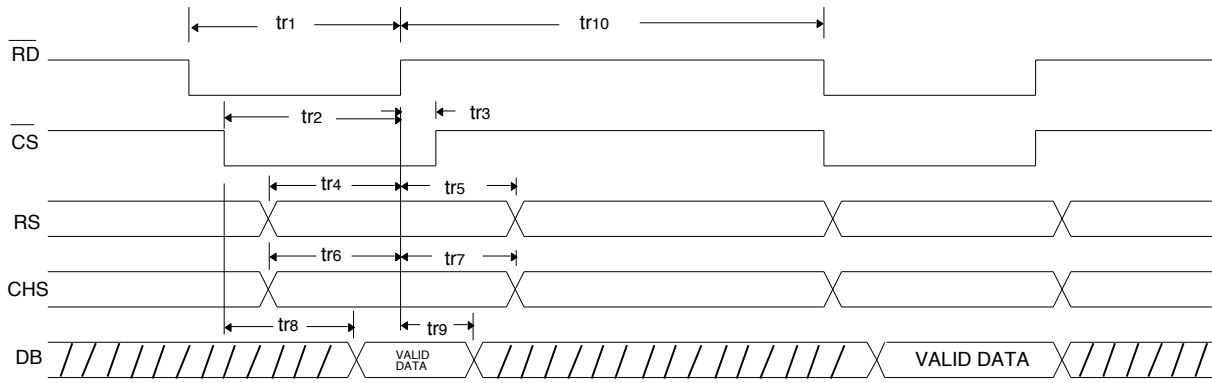 tr1 tr10
RD
tr2 tr3
CS
tr4 tr5
RS
tr6 tr7
CHS
tr8 tr9
DB VALID DATA VALID DATA